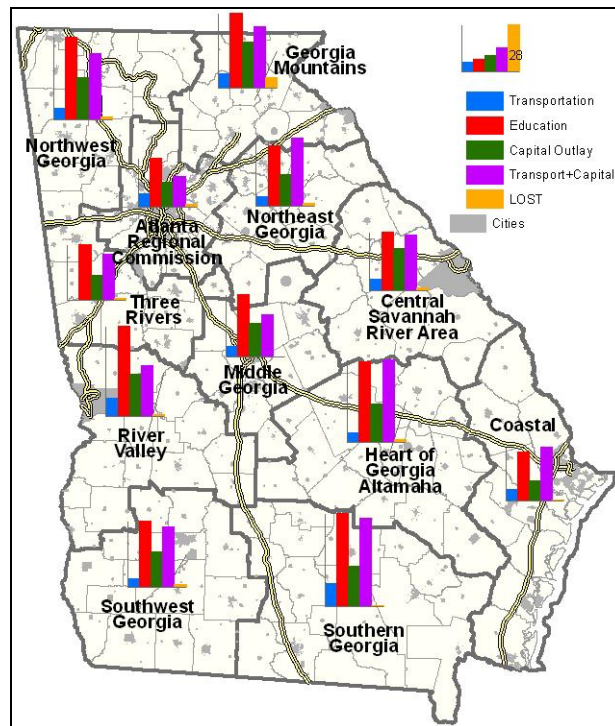 Georgia
Mountains
28
Transportation
Education
Capital Outlay
Transport+Capital
LOST
Cities
Northwest
Georgia
Atlanta
Regional
Commission
Northeast
Georgia
Three
Rivers
Central
Savannah
River Area
Middle
Georgia
River
Valley
Heart of
Georgia
Altamaha
Coastal
Southwest
Georgia
Southern
Georgia